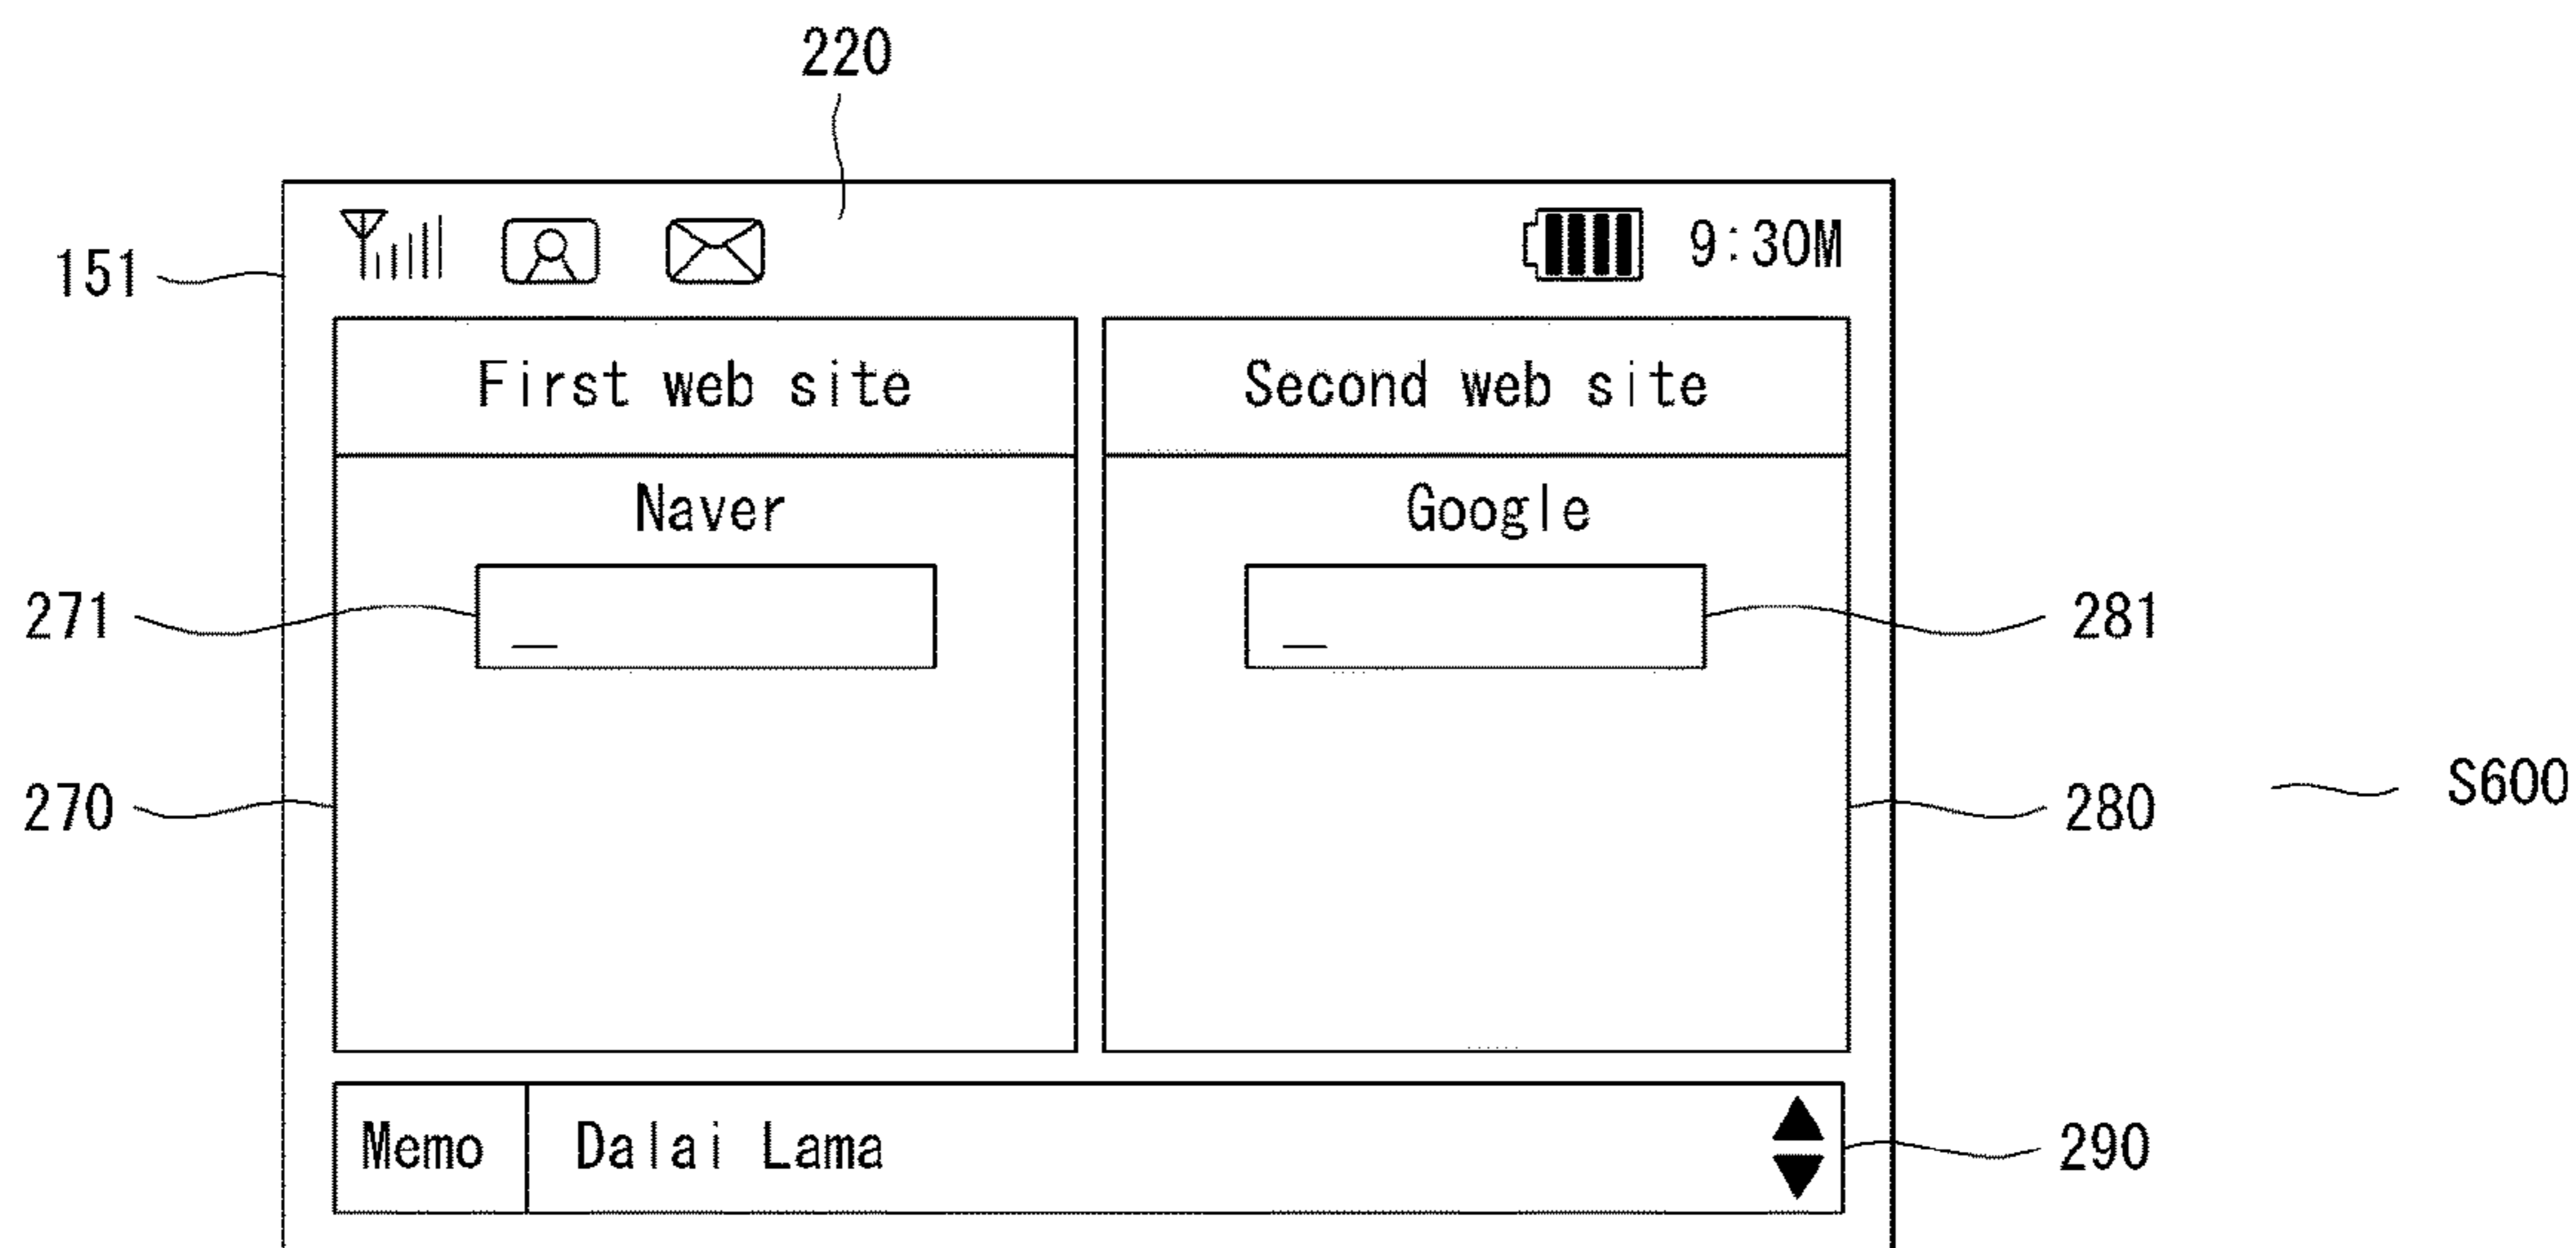 220
151
9:30M
First web site
Second web site
Naver
Google
271
281
270
280
S600
Memo
Dalai Lama
290